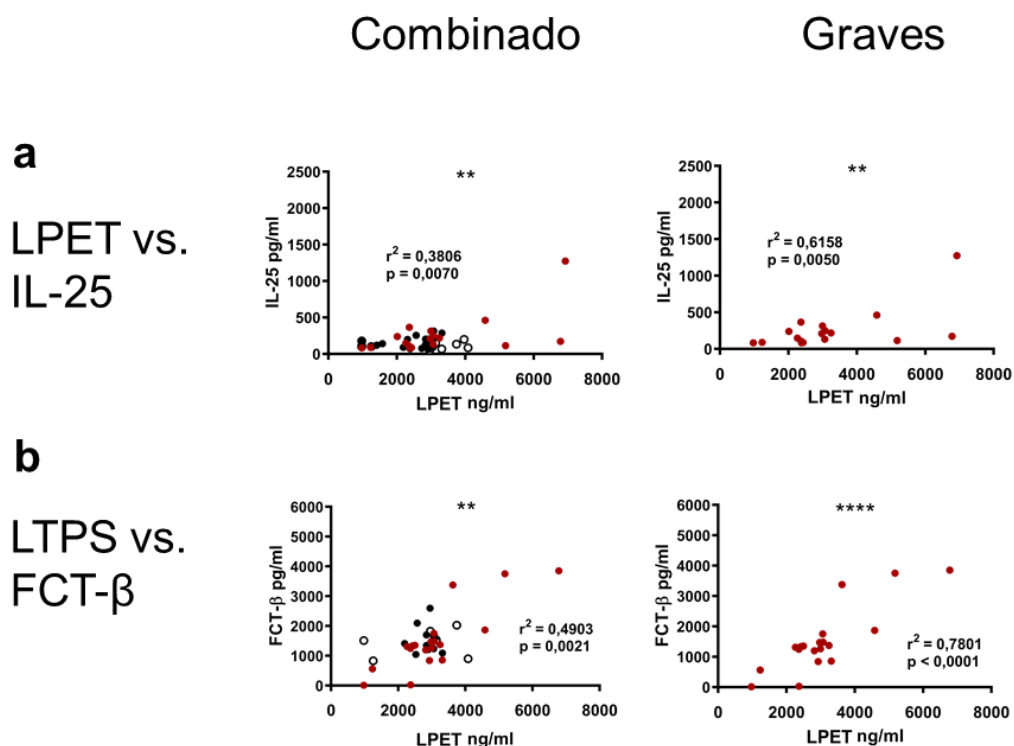 Combinado
Graves
a
LPET vs.
IL-25
IL-25 pg/ml
2500
2000
1500
1000
500
0
**
r² = 0,3806
p = 0,0070
0
2000
4000
6000
8000
LPET ng/ml
IL-25 pg/ml
2500
2000
1500
1000
500
0
**
r² = 0,6158
p = 0,0050
0
2000
4000
6000
8000
LPET ng/ml
b
LTPS vs.
FCT-β
FCT-β pg/ml
6000
5000
4000
3000
2000
1000
0
**
r² = 0,4903
p = 0,0021
0
2000
4000
6000
8000
LPET ng/ml
FCT-β pg/ml
6000
5000
4000
3000
2000
1000
0
****
r² = 0,7801
p < 0,0001
0
2000
4000
6000
8000
LPET ng/ml